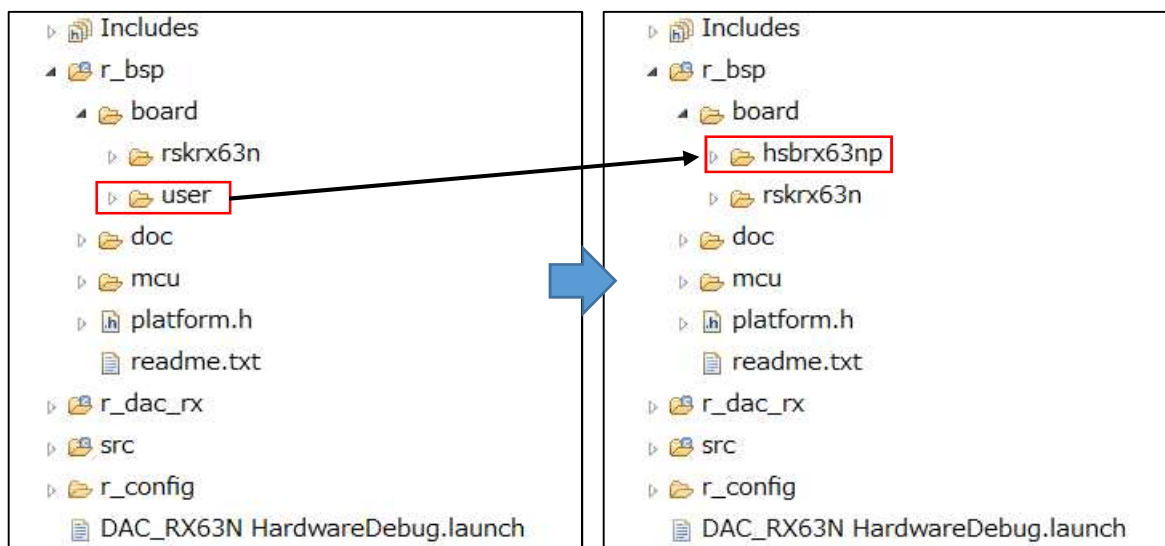 Includes
r_bsp
board
rskrx63n
user
doc
mcu
platform.h
readme.txt
r_dac_rx
src
r_config
DAC_RX63N HardwareDebug.launch
Includes
r_bsp
board
hsbrx63np
rskrx63n
doc
mcu
platform.h
readme.txt
r_dac_rx
src
r_config
DAC_RX63N HardwareDebug.launch